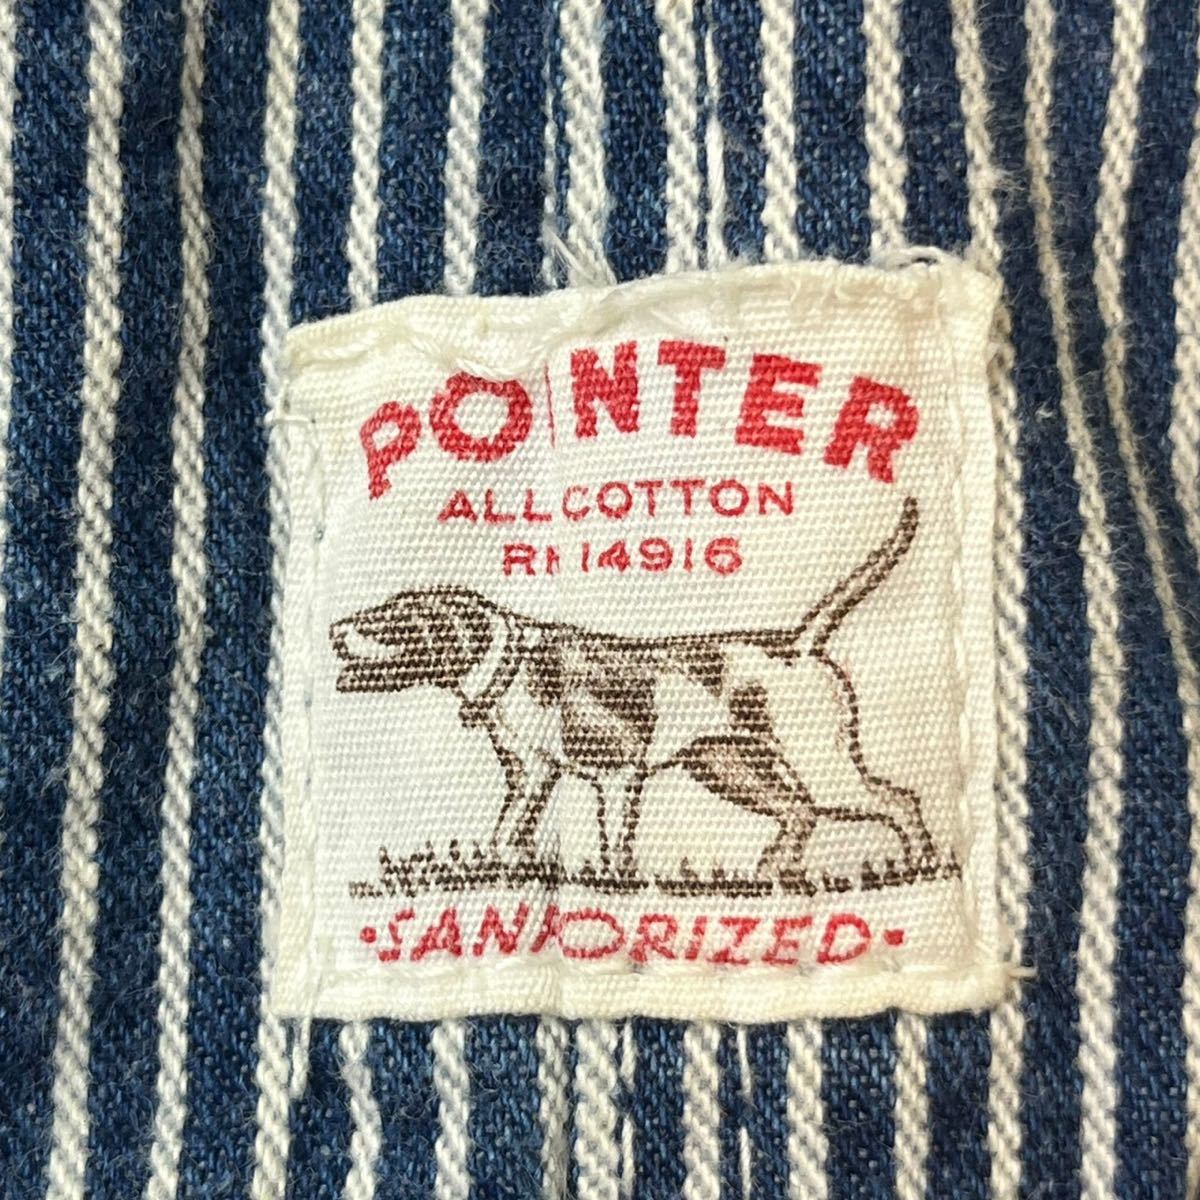 POINTER
ALL COTTON
RN 14916
•SANFORIZED•